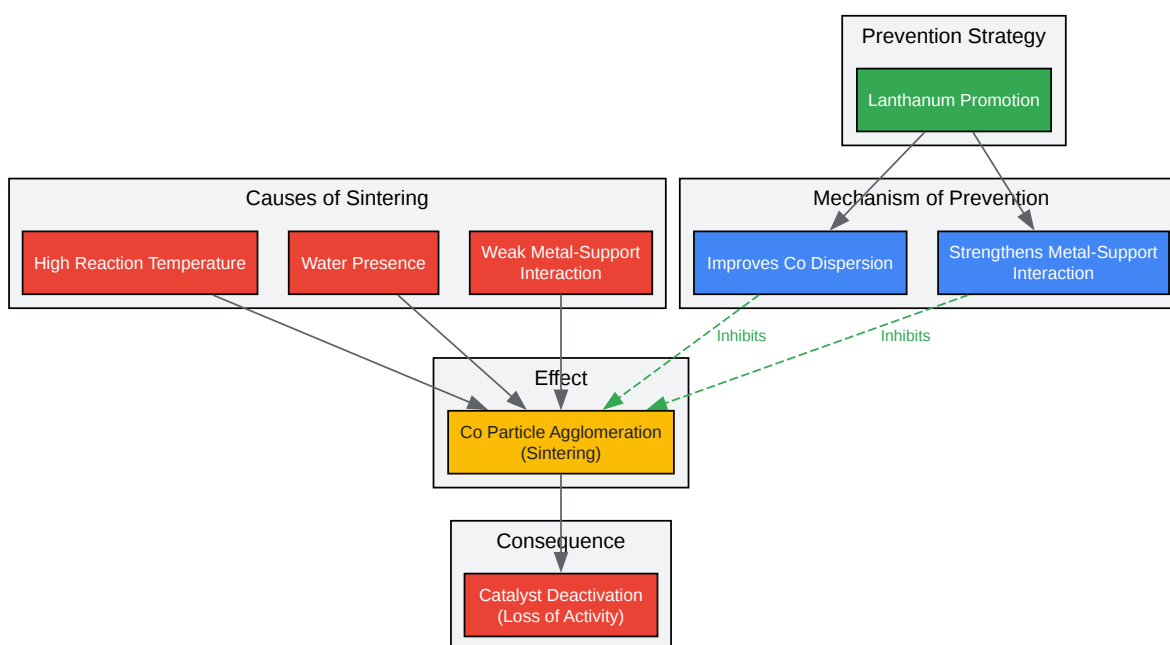 Prevention Strategy
Lanthanum Promotion
Causes of Sintering
High Reaction Temperature
Water Presence
Weak Metal-Support
Interaction
Mechanism of Prevention
Improves Co Dispersion
Strengthens Metal-Support
Interaction
Inhibits
Inhibits
Effect
Co Particle Agglomeration
(Sintering)
Consequence
Catalyst Deactivation
(Loss of Activity)